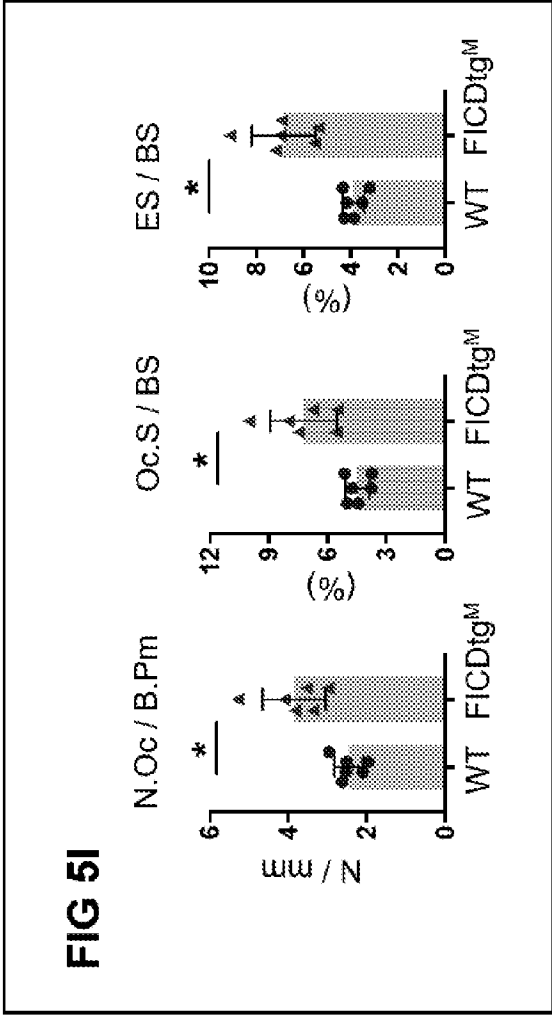 FIG 5I
N.Oc / B.Pm
N / mm
6
4
2
0
*
WT FICDtgᴹ
Oc.S / BS
(%)
12
9
6
3
0
*
WT FICDtgᴹ
ES / BS
(%)
10
8
6
4
2
0
*
WT FICDtgᴹ